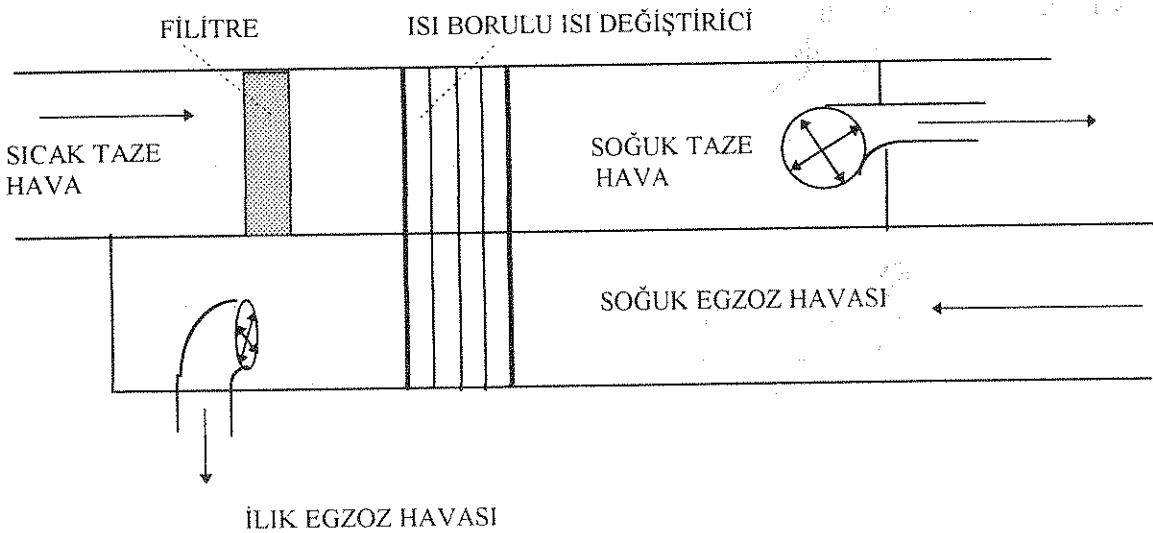 FİLİTRE
ISI BORULU ISI DEĞİŞTİRİCİ
SICAK TAZE
HAVA
SOĞUK TAZE
HAVA
SOĞUK EGZOZ HAVASI
İLIK EGZOZ HAVASI